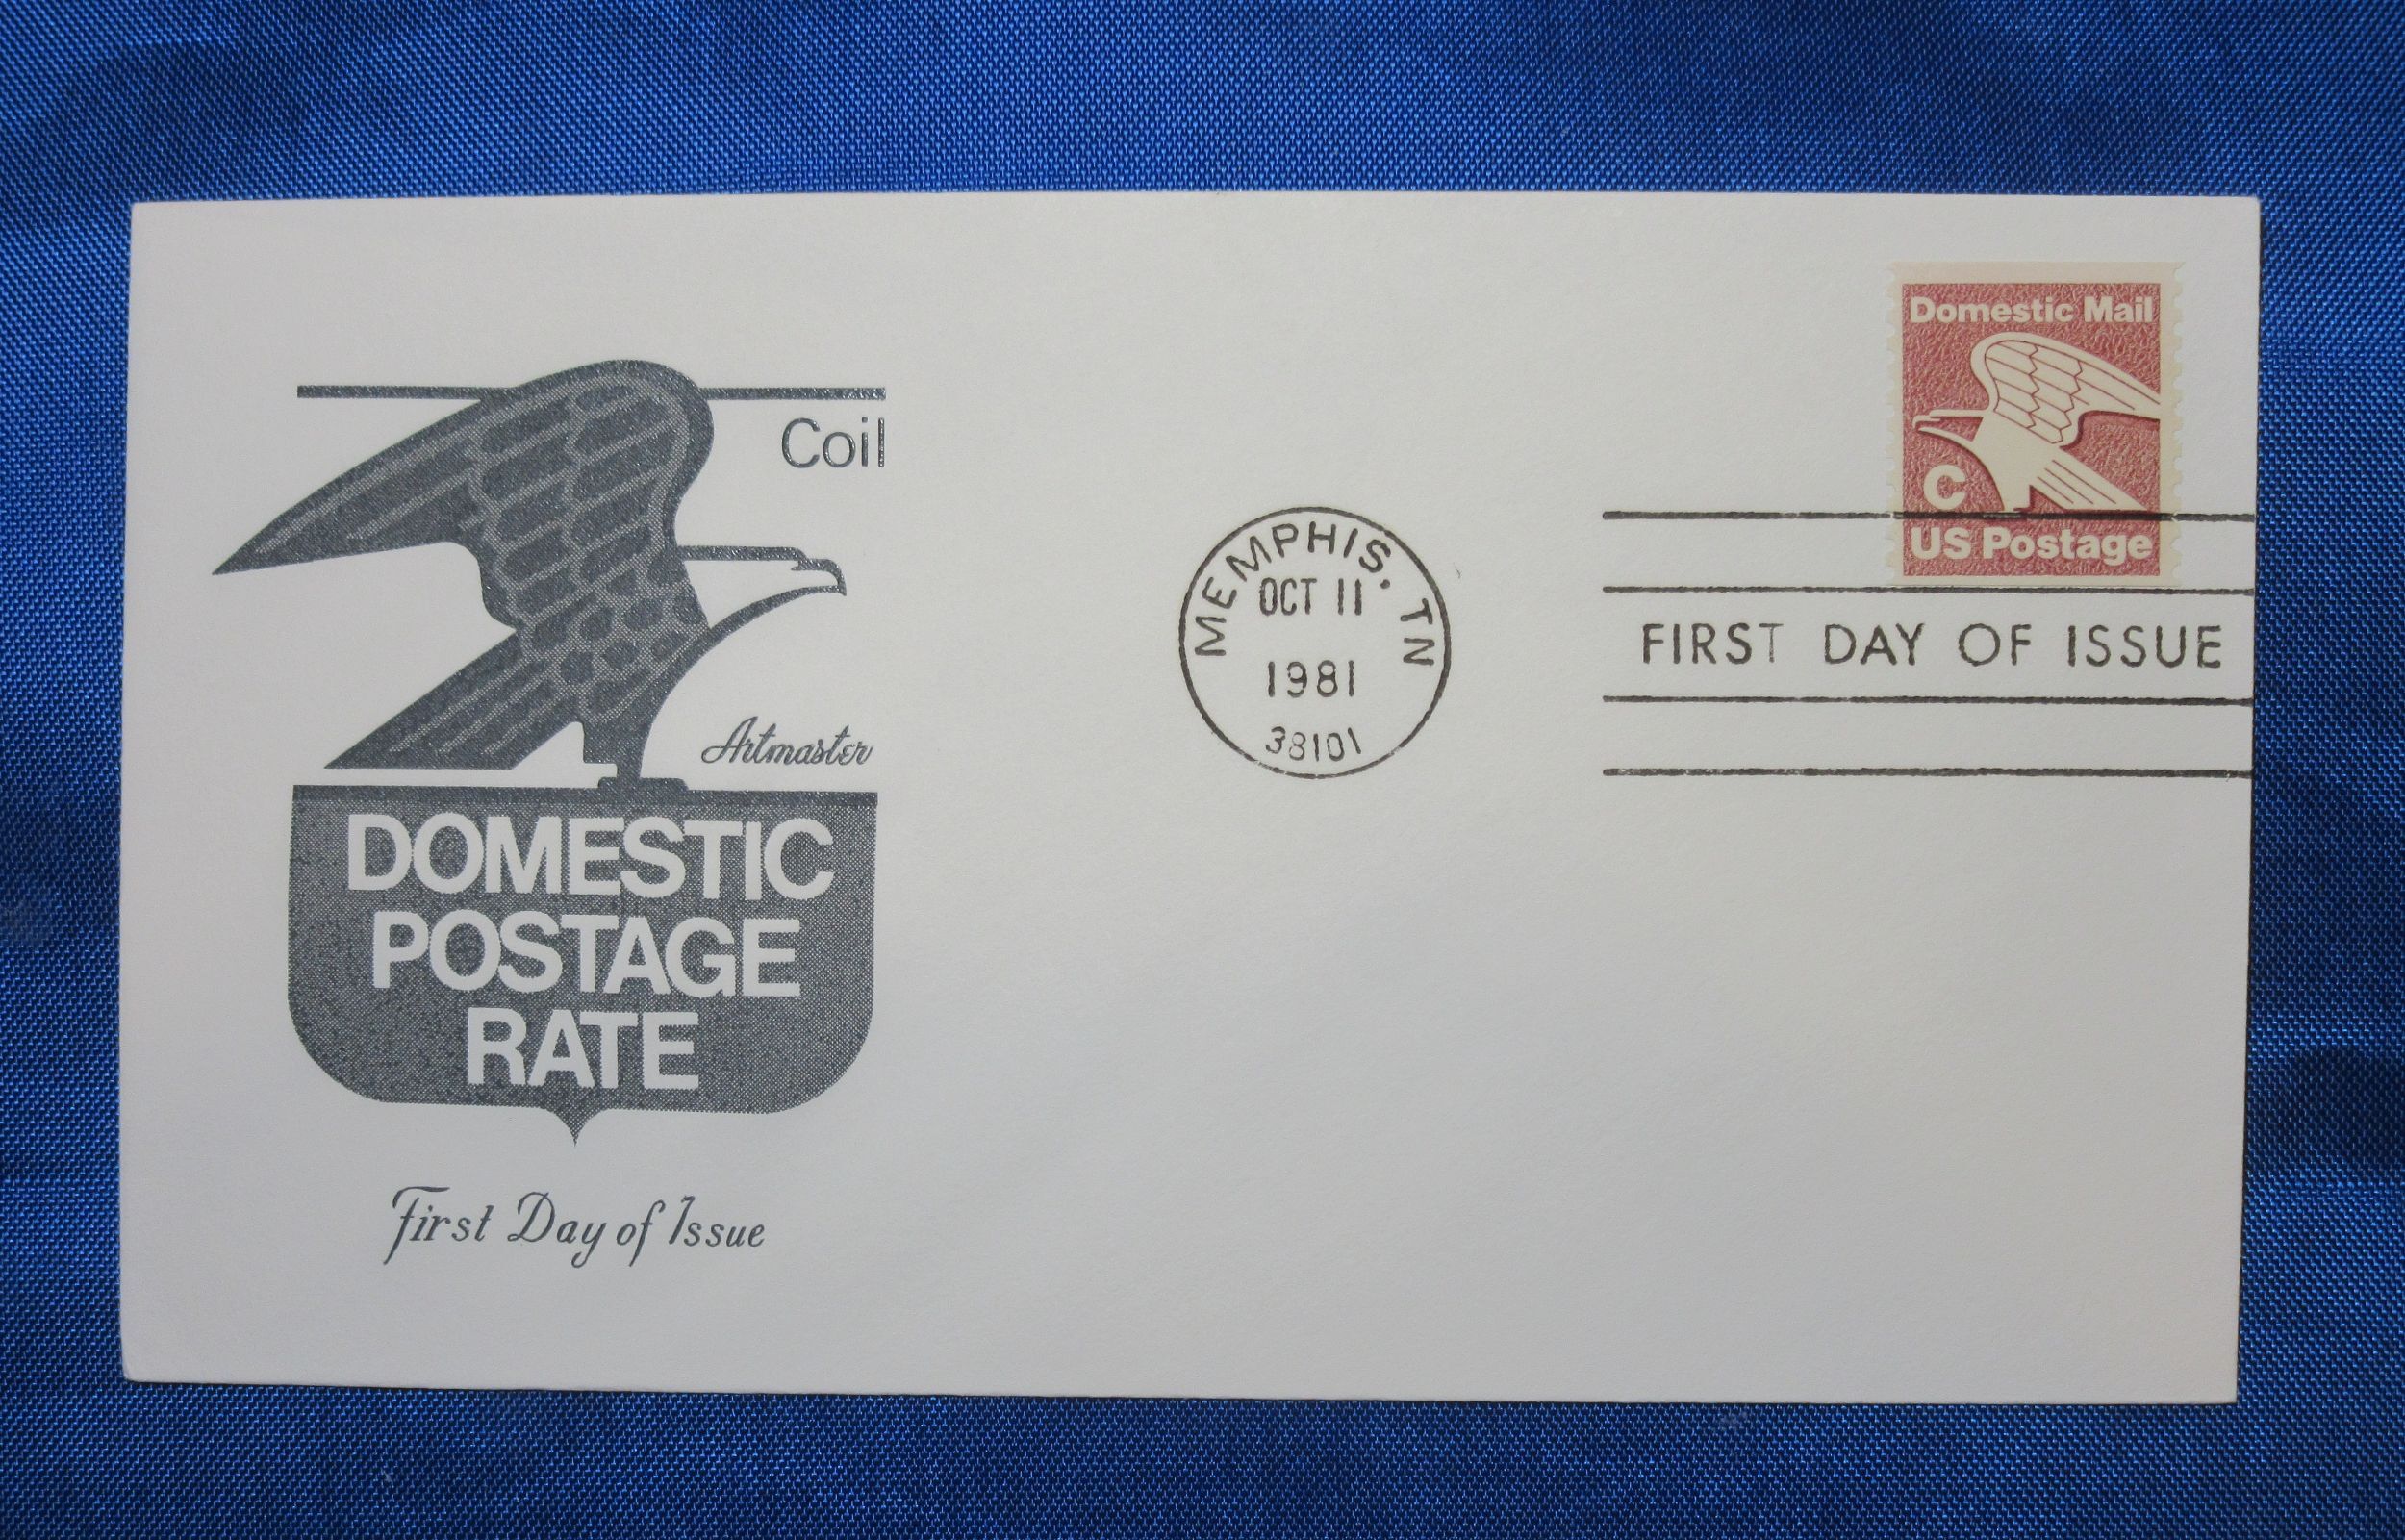 Coil
Artmaster
DOMESTIC
POSTAGE
RATE
First Day of Issue
MEMPHIS, TN
OCT 11
1981
38101
Domestic Mail
C
US Postage
FIRST DAY OF ISSUE